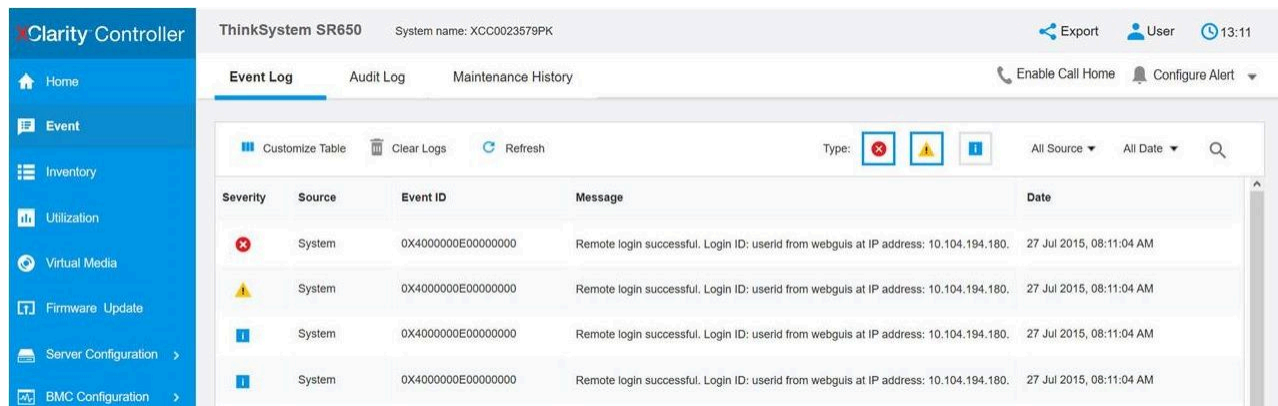 xClarity Controller
ThinkSystem SR650 System name: XCC0023579PK Export User 13:11
Home
Event Log Audit Log Maintenance History Enable Call Home Configure Alert
Event
Customize Table Clear Logs Refresh Type: All Source All Date
Inventory
Severity Source Event ID Message Date
Utilization
System 0X4000000E00000000 Remote login successful. Login ID: userid from webguis at IP address: 10.104.194.180. 27 Jul 2015, 08:11:04 AM
Virtual Media
System 0X4000000E00000000 Remote login successful. Login ID: userid from webguis at IP address: 10.104.194.180. 27 Jul 2015, 08:11:04 AM
Firmware Update
System 0X4000000E00000000 Remote login successful. Login ID: userid from webguis at IP address: 10.104.194.180. 27 Jul 2015, 08:11:04 AM
Server Configuration
System 0X4000000E00000000 Remote login successful. Login ID: userid from webguis at IP address: 10.104.194.180. 27 Jul 2015, 08:11:04 AM
BMC Configuration